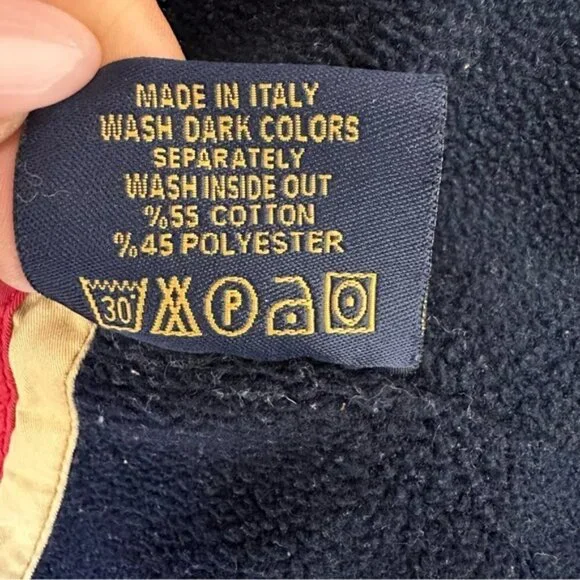 MADE IN ITALY
WASH DARK COLORS
SEPARATELY
WASH INSIDE OUT
%55 COTTON
%45 POLYESTER
30° P